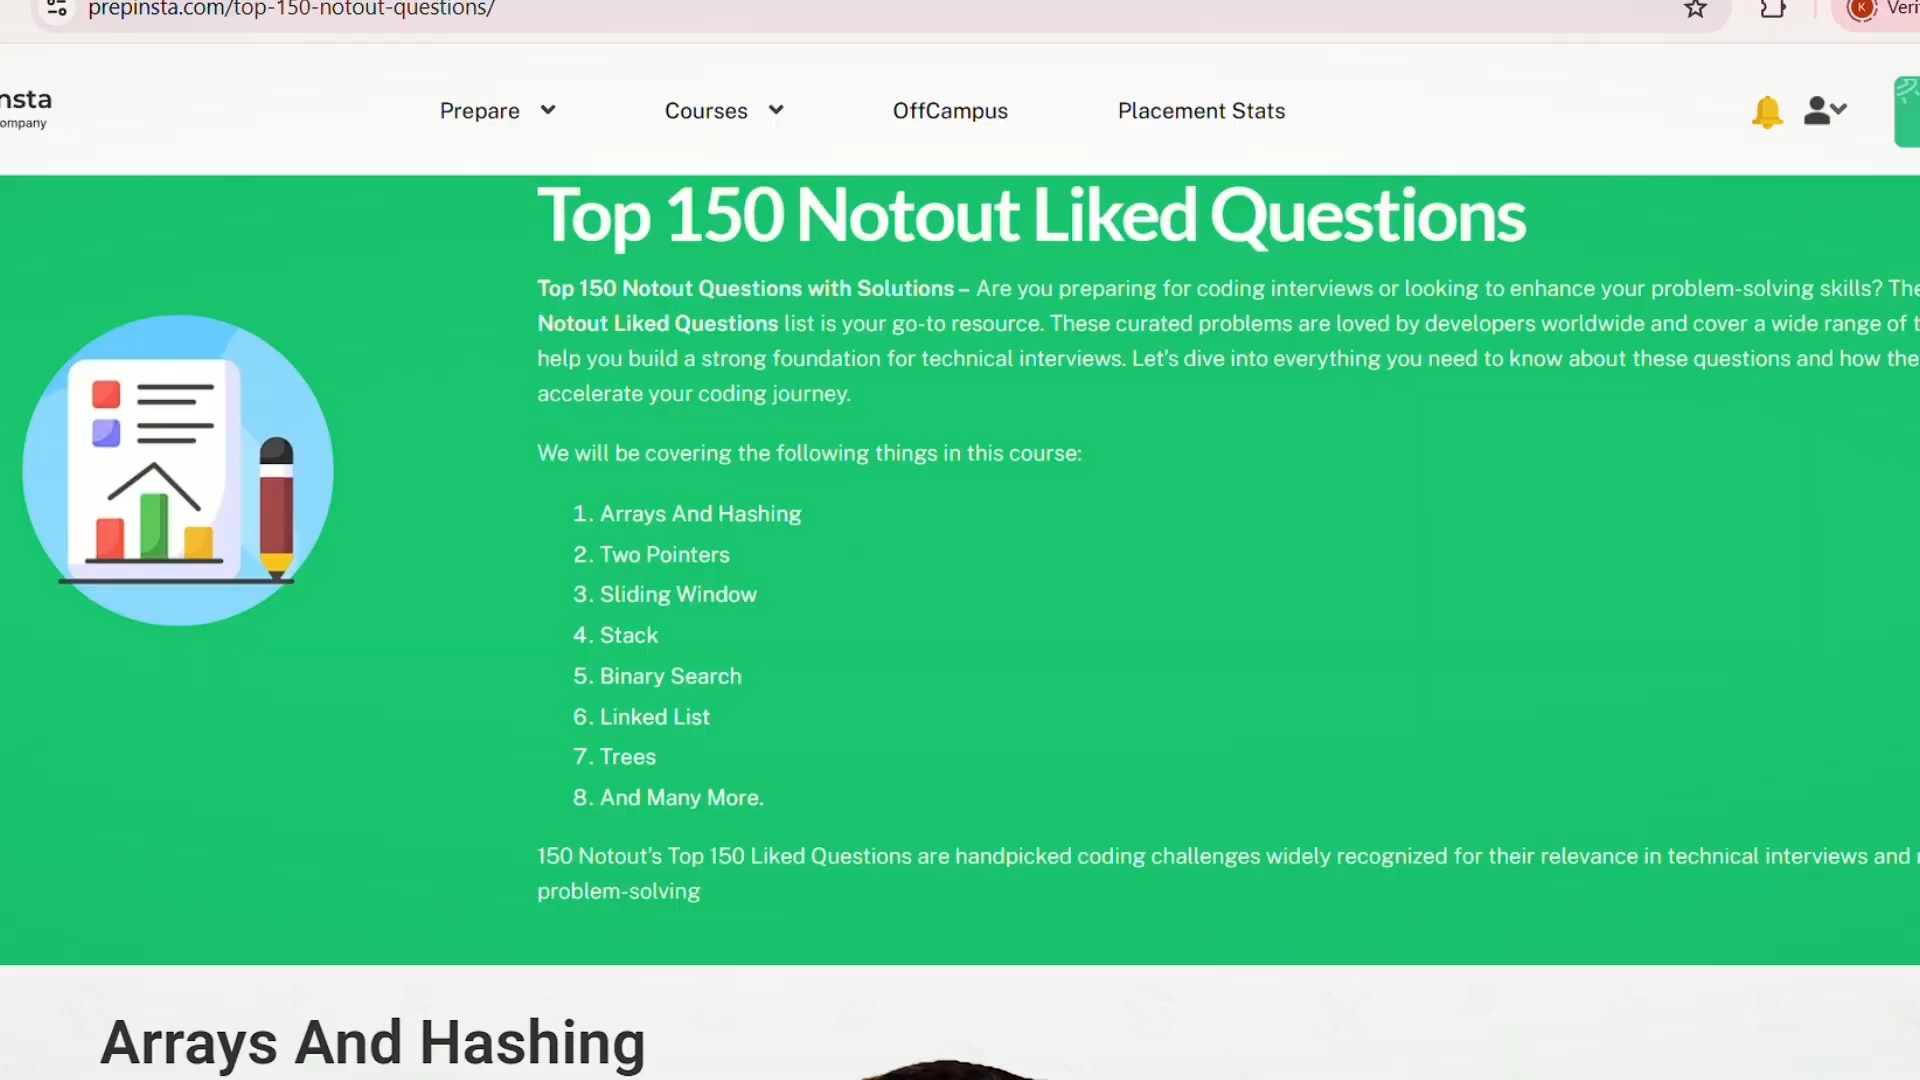 prepinsta.com/top-150-notout-questions/
K Veri
nsta
ompany
Prepare Courses OffCampus Placement Stats
Top 150 Notout Liked Questions
Top 150 Notout Questions with Solutions – Are you preparing for coding interviews or looking to enhance your problem-solving skills? The
Notout Liked Questions list is your go-to resource. These curated problems are loved by developers worldwide and cover a wide range of t
help you build a strong foundation for technical interviews. Let's dive into everything you need to know about these questions and how the
accelerate your coding journey.
We will be covering the following things in this course:
1. Arrays And Hashing
2. Two Pointers
3. Sliding Window
4. Stack
5. Binary Search
6. Linked List
7. Trees
8. And Many More.
150 Notout's Top 150 Liked Questions are handpicked coding challenges widely recognized for their relevance in technical interviews and
problem-solving
Arrays And Hashing